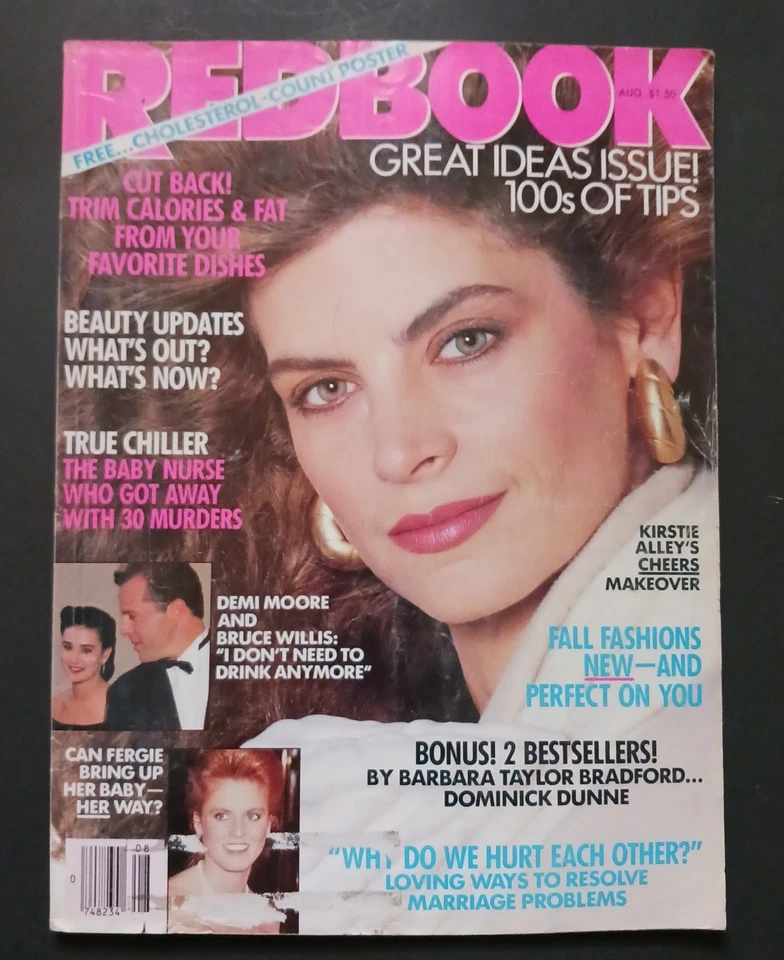 REDBOOK
AUG. $1.50
FREE...CHOLESTEROL-COUNT POSTER
GREAT IDEAS ISSUE!
100s OF TIPS
CUT BACK!
TRIM CALORIES & FAT
FROM YOUR
FAVORITE DISHES
BEAUTY UPDATES
WHAT'S OUT?
WHAT'S NOW?
TRUE CHILLER
THE BABY NURSE
WHO GOT AWAY
WITH 30 MURDERS
KIRSTIE
ALLEY'S
CHEERS
MAKEOVER
DEMI MOORE
AND
BRUCE WILLIS:
"I DON'T NEED TO
DRINK ANYMORE"
FALL FASHIONS
NEW—AND
PERFECT ON YOU
CAN FERGIE
BRING UP
HER BABY—
HER WAY?
BONUS! 2 BESTSELLERS!
BY BARBARA TAYLOR BRADFORD...
DOMINICK DUNNE
"WHY DO WE HURT EACH OTHER?"
LOVING WAYS TO RESOLVE
MARRIAGE PROBLEMS
08
0
748234